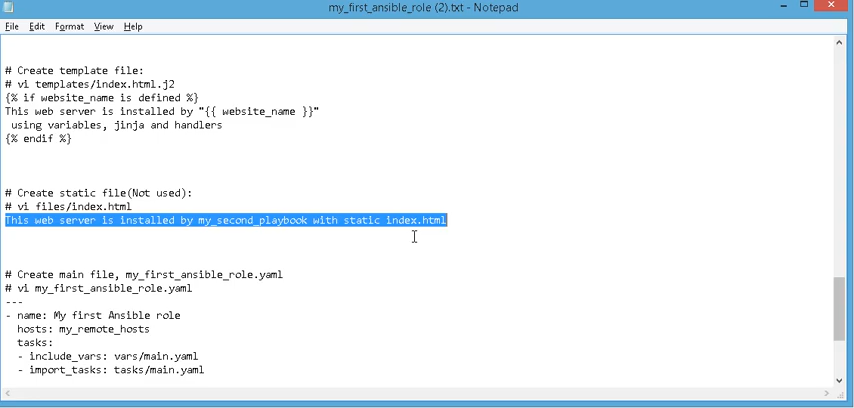 my_first_ansible_role (2).txt - Notepad
File Edit Format View Help
# Create template file:
# vi templates/index.html.j2
{% if website_name is defined %}
This web server is installed by "{{ website_name }}"
 using variables, jinja and handlers
{% endif %}
# Create static file(Not used):
# vi files/index.html
This web server is installed by my_second_playbook with static index.html
# Create main file, my_first_ansible_role.yaml
# vi my_first_ansible_role.yaml
---
- name: My first Ansible role
  hosts: my_remote_hosts
  tasks:
  - include_vars: vars/main.yaml
  - import_tasks: tasks/main.yaml